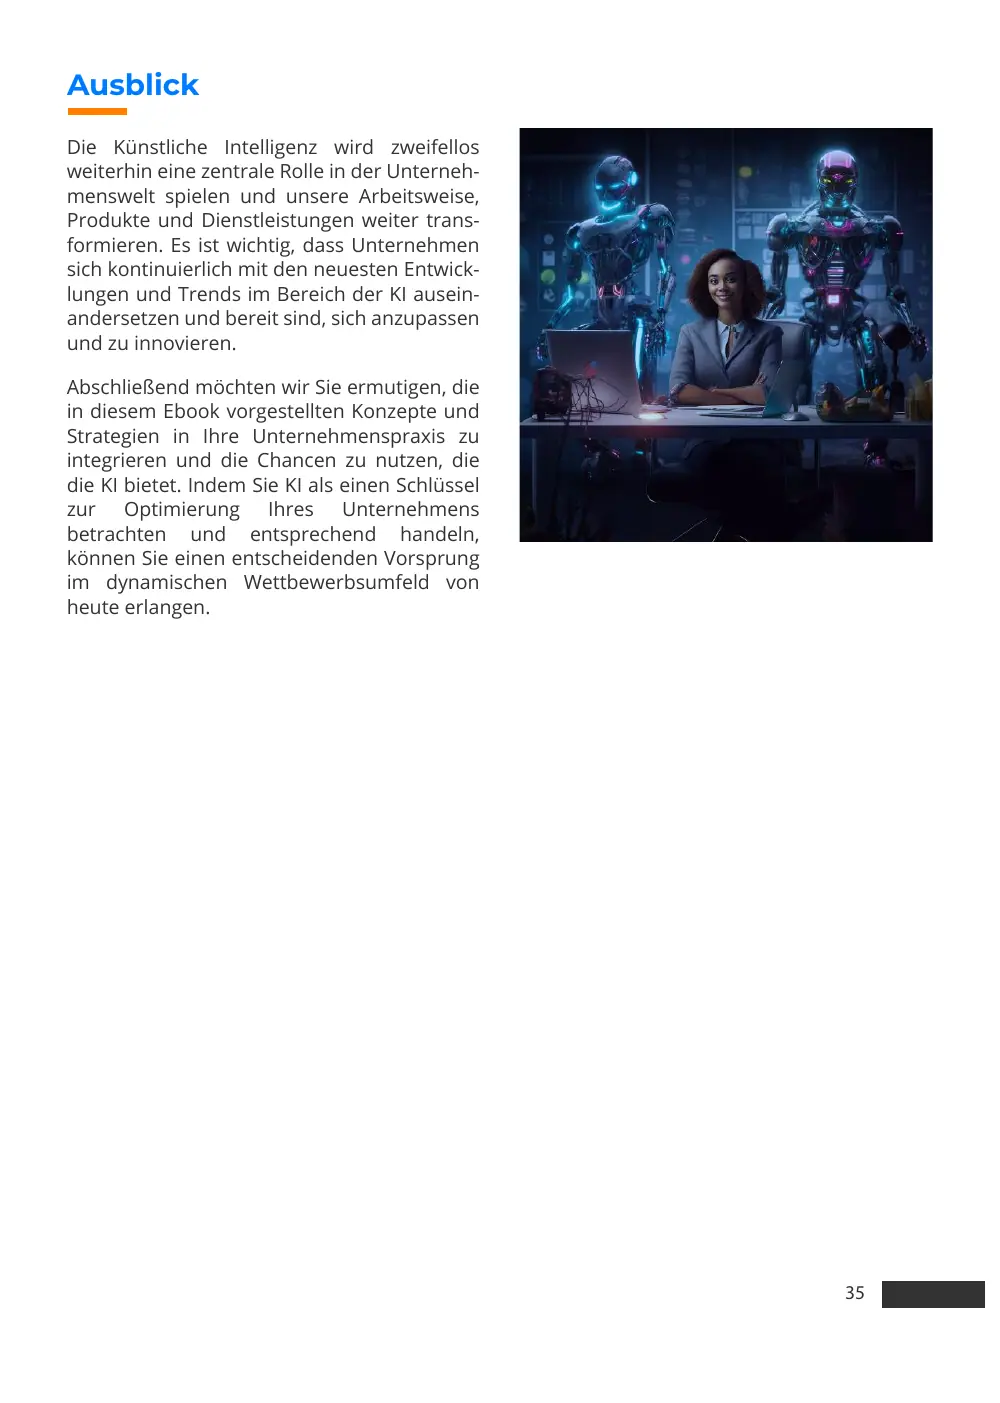 Ausblick
Die Künstliche Intelligenz wird zweifellos
weiterhin eine zentrale Rolle in der Unterneh-
menswelt spielen und unsere Arbeitsweise,
Produkte und Dienstleistungen weiter trans-
formieren. Es ist wichtig, dass Unternehmen
sich kontinuierlich mit den neuesten Entwick-
lungen und Trends im Bereich der KI ausein-
andersetzen und bereit sind, sich anzupassen
und zu innovieren.
Abschließend möchten wir Sie ermutigen, die
in diesem Ebook vorgestellten Konzepte und
Strategien in Ihre Unternehmenspraxis zu
integrieren und die Chancen zu nutzen, die
die KI bietet. Indem Sie KI als einen Schlüssel
zur Optimierung Ihres Unternehmens
betrachten und entsprechend handeln,
können Sie einen entscheidenden Vorsprung
im dynamischen Wettbewerbsumfeld von
heute erlangen.
35